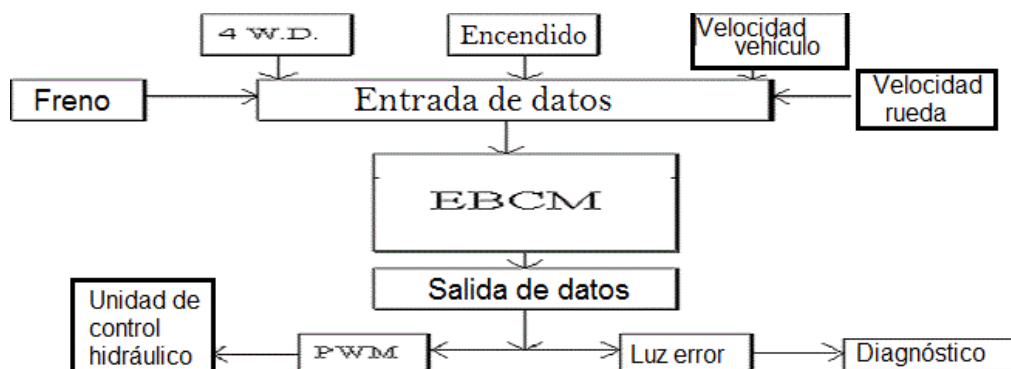 4 W.D.
Encendido
Velocidad
vehículo
Freno
Entrada de datos
Velocidad
rueda
EBCM
Salida de datos
Unidad de
control
hidráulico
PWM
Luz error
Diagnóstico